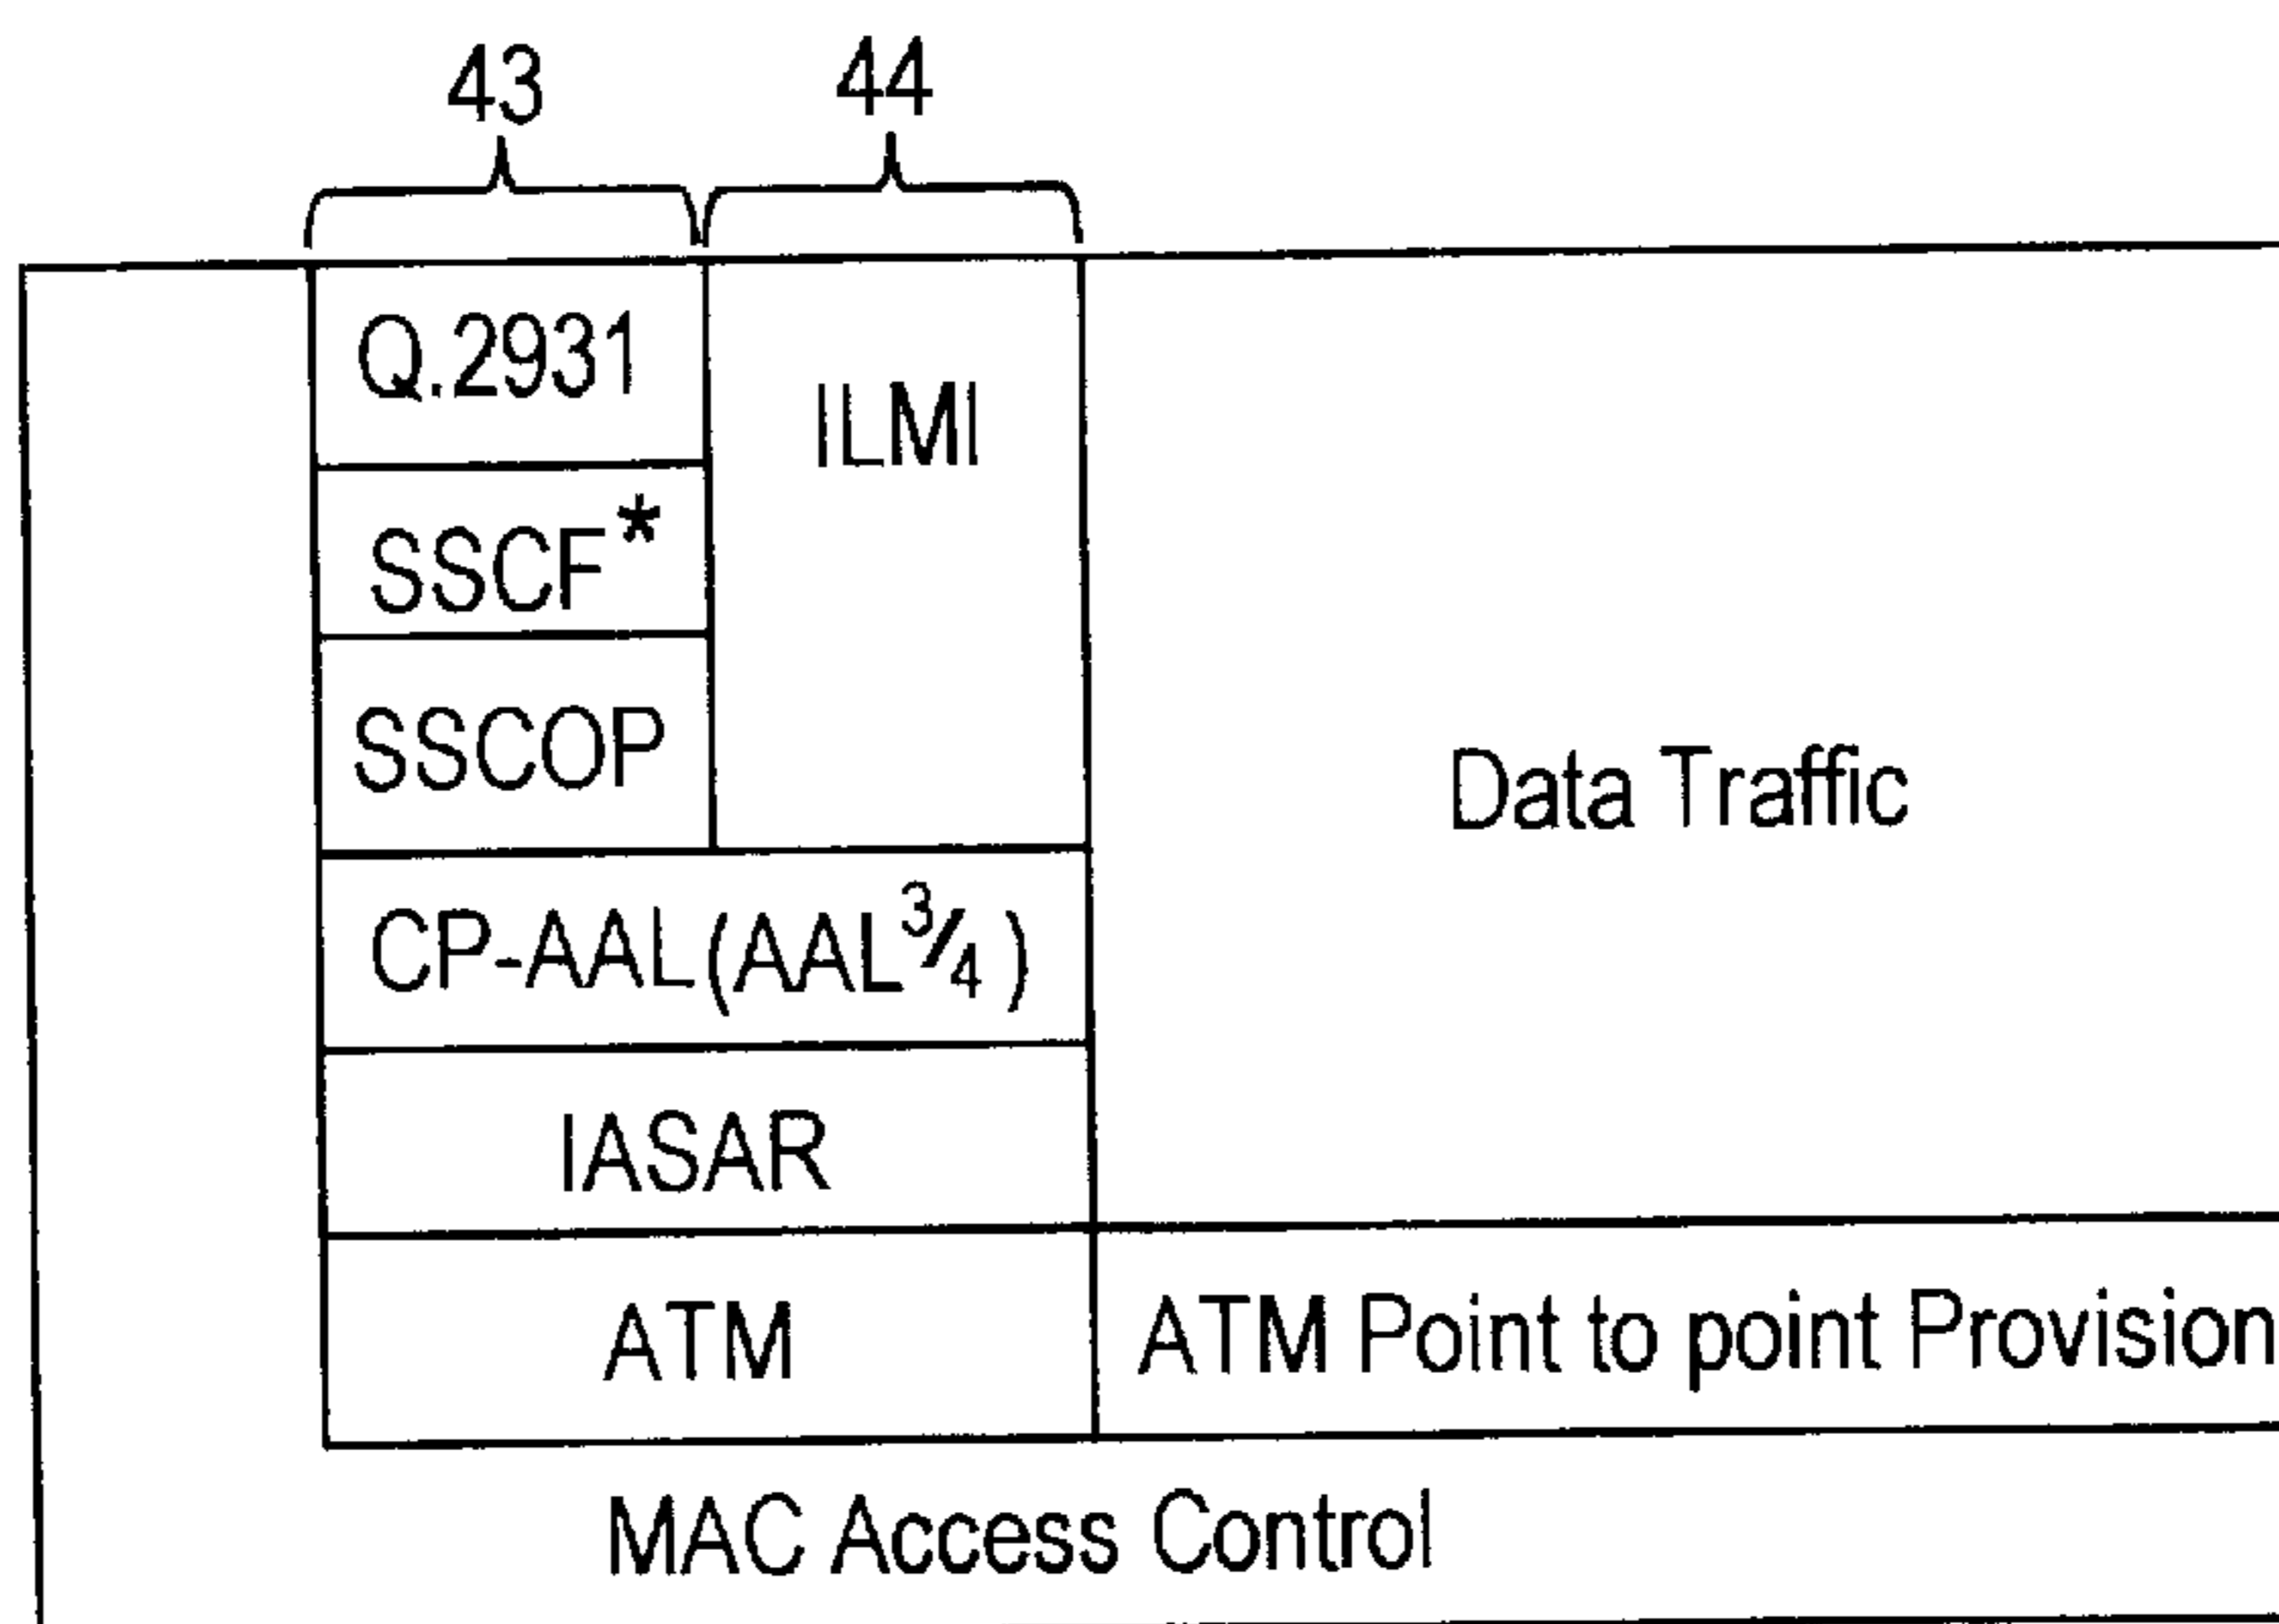 43
44
Q.2931
ILMI
SSCF*
SSCOP
Data Traffic
CP-AAL(AAL¾)
IASAR
ATM
ATM Point to point Provision
MAC Access Control